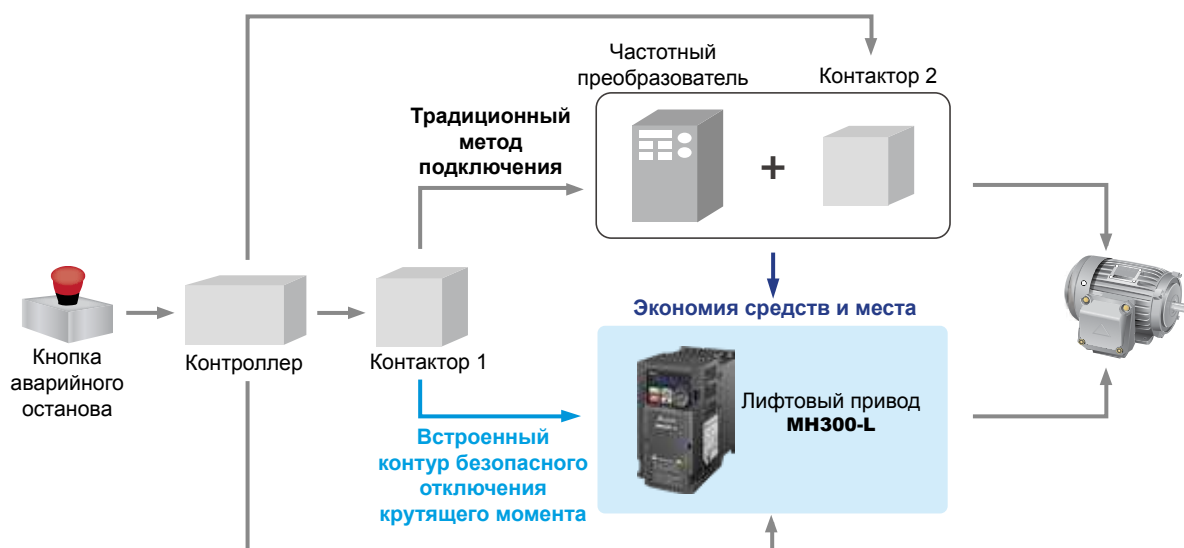 Частотный
преобразователь
Контактор 2
Традиционный
метод
подключения
+
Экономия средств и места
Кнопка
аварийного
останова
Контроллер
Контактор 1
Лифтовый привод
MH300-L
Встроенный
контур безопасного
отключения
крутящего момента